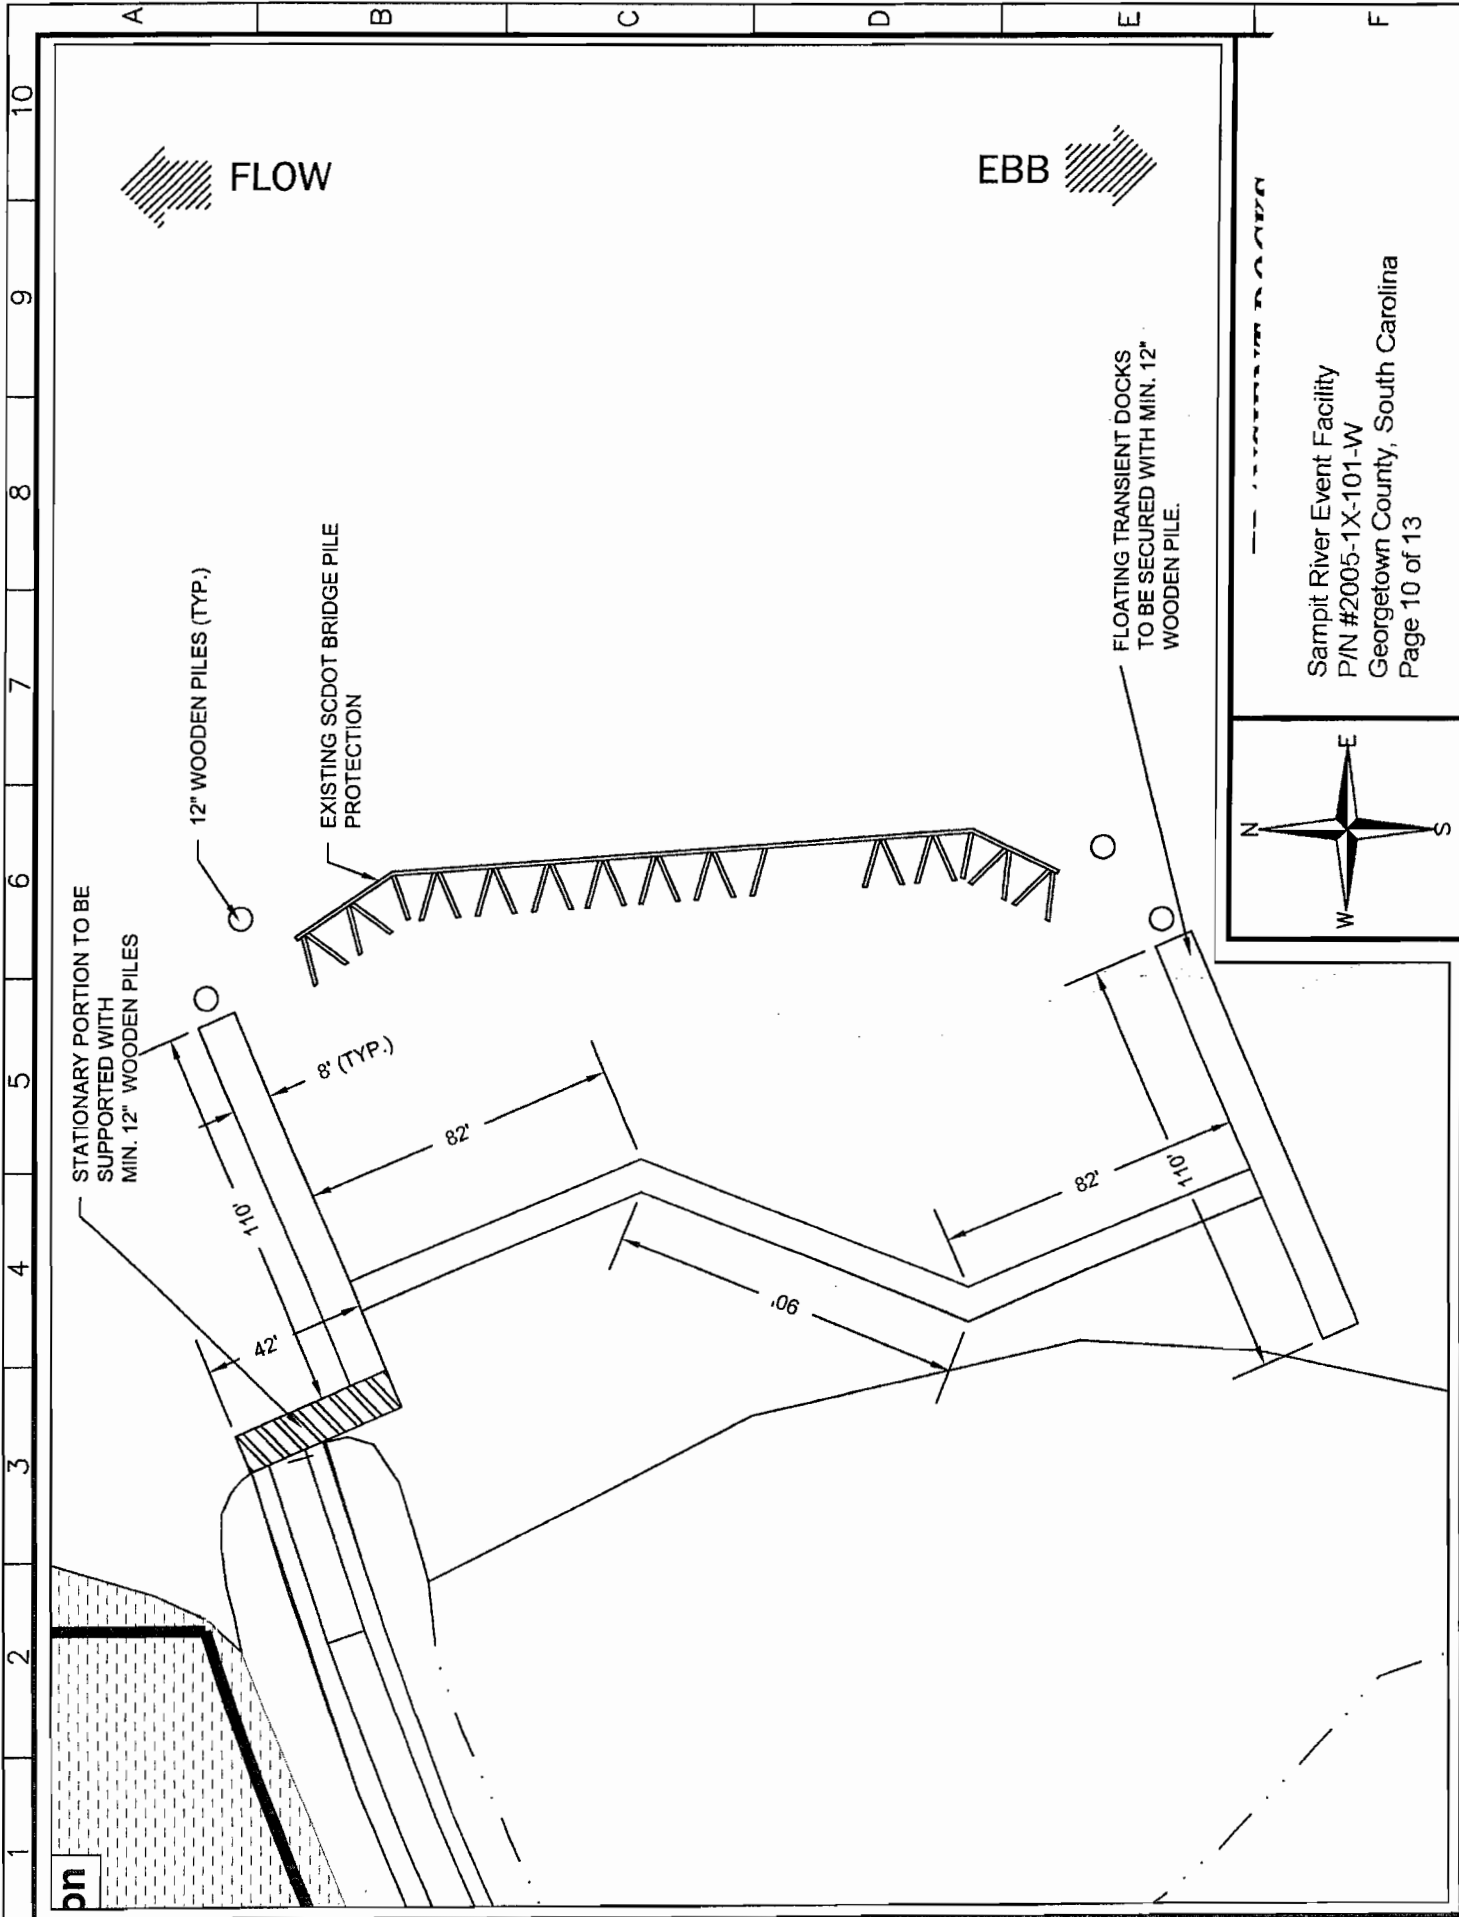 1 2 3 4 5 6 7 8 9 10
A
B
C
D
E
F
on
STATIONARY PORTION TO BE
SUPPORTED WITH
MIN. 12" WOODEN PILES
12" WOODEN PILES (TYP.)
EXISTING SCDOT BRIDGE PILE
PROTECTION
FLOW
EBB
42'
110'
8' (TYP.)
82'
90'
82'
110'
FLOATING TRANSIENT DOCKS
TO BE SECURED WITH MIN. 12"
WOODEN PILE.
N
W
E
S
Sampit River Event Facility
P/N #2005-1X-101-W
Georgetown County, South Carolina
Page 10 of 13